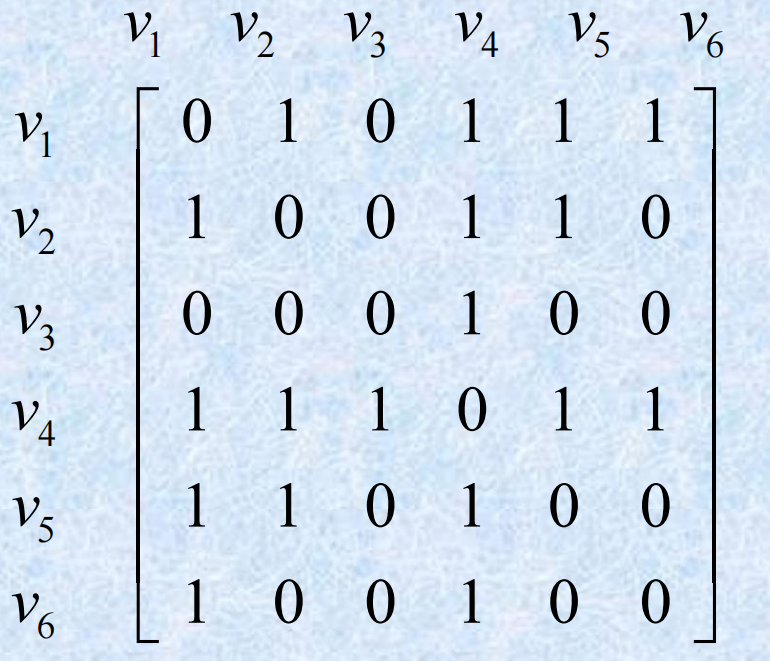 v1 v2 v3 v4 v5 v6
v1 0 1 0 1 1 1
v2 1 0 0 1 1 0
v3 0 0 0 1 0 0
v4 1 1 1 0 1 1
v5 1 1 0 1 0 0
v6 1 0 0 1 0 0